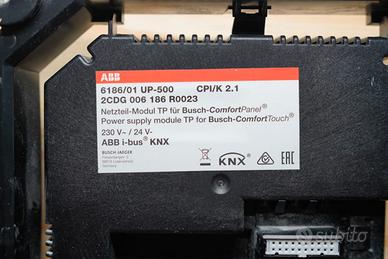 ABB
6186/01 UP-500 CPI/K 2.1
2CDG 006 186 R0023
Netzteil-Modul TP für Busch-ComfortPanel®
Power supply module TP for Busch-ComfortTouch®
230 V~ / 24 V⎓
ABB i-bus® KNX
BUSCH-JAEGER
KNX®
EAC
subito